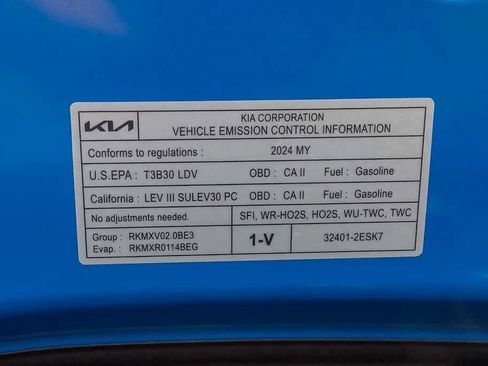 KIA
KIA CORPORATION
VEHICLE EMISSION CONTROL INFORMATION
Conforms to regulations : 2024 MY
U.S.EPA : T3B30 LDV OBD : CA II Fuel : Gasoline
California : LEV III SULEV30 PC OBD : CA II Fuel : Gasoline
No adjustments needed. SFI, WR-HO2S, HO2S, WU-TWC, TWC
Group : RKMXV02.0BE3
Evap. : RKMXR0114BEG
1-V
32401-2ESK7